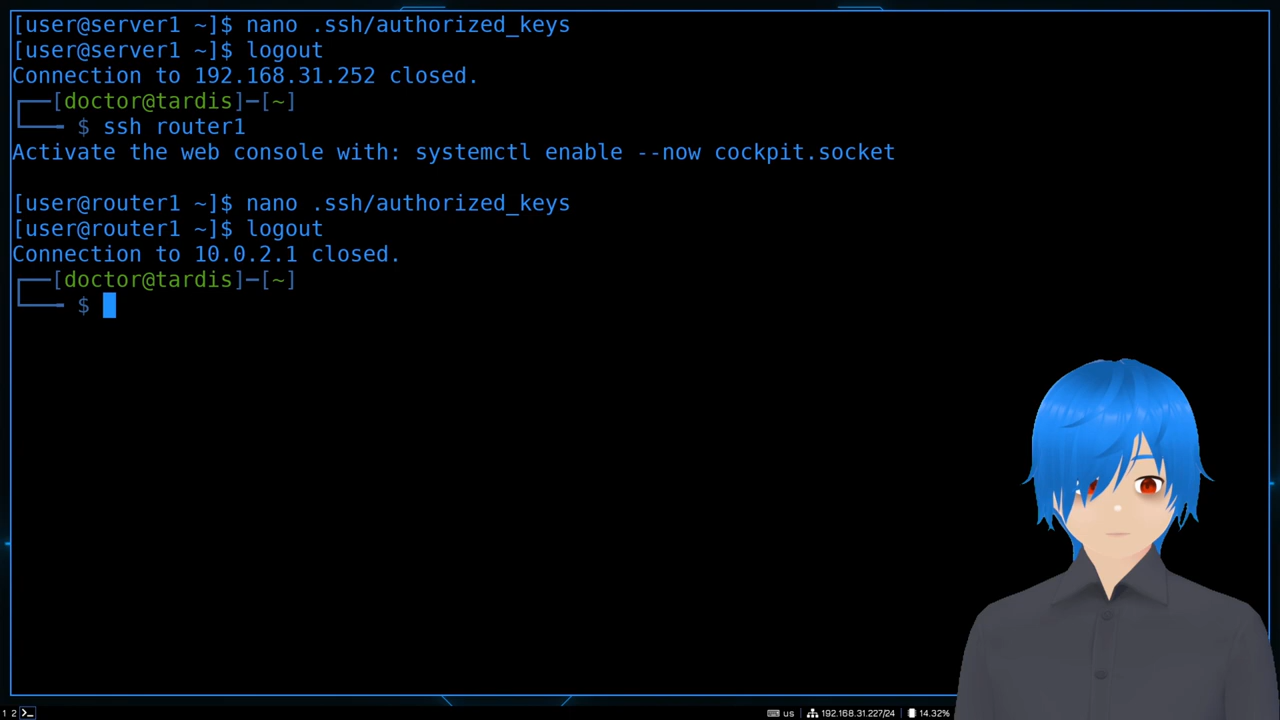 [user@server1 ~]$ nano .ssh/authorized_keys
[user@server1 ~]$ logout
Connection to 192.168.31.252 closed.
┌──[doctor@tardis]─[~]
└── $ ssh router1
Activate the web console with: systemctl enable --now cockpit.socket
[user@router1 ~]$ nano .ssh/authorized_keys
[user@router1 ~]$ logout
Connection to 10.0.2.1 closed.
┌──[doctor@tardis]─[~]
└── $
1 2 us 192.168.31.227/24 14.32%